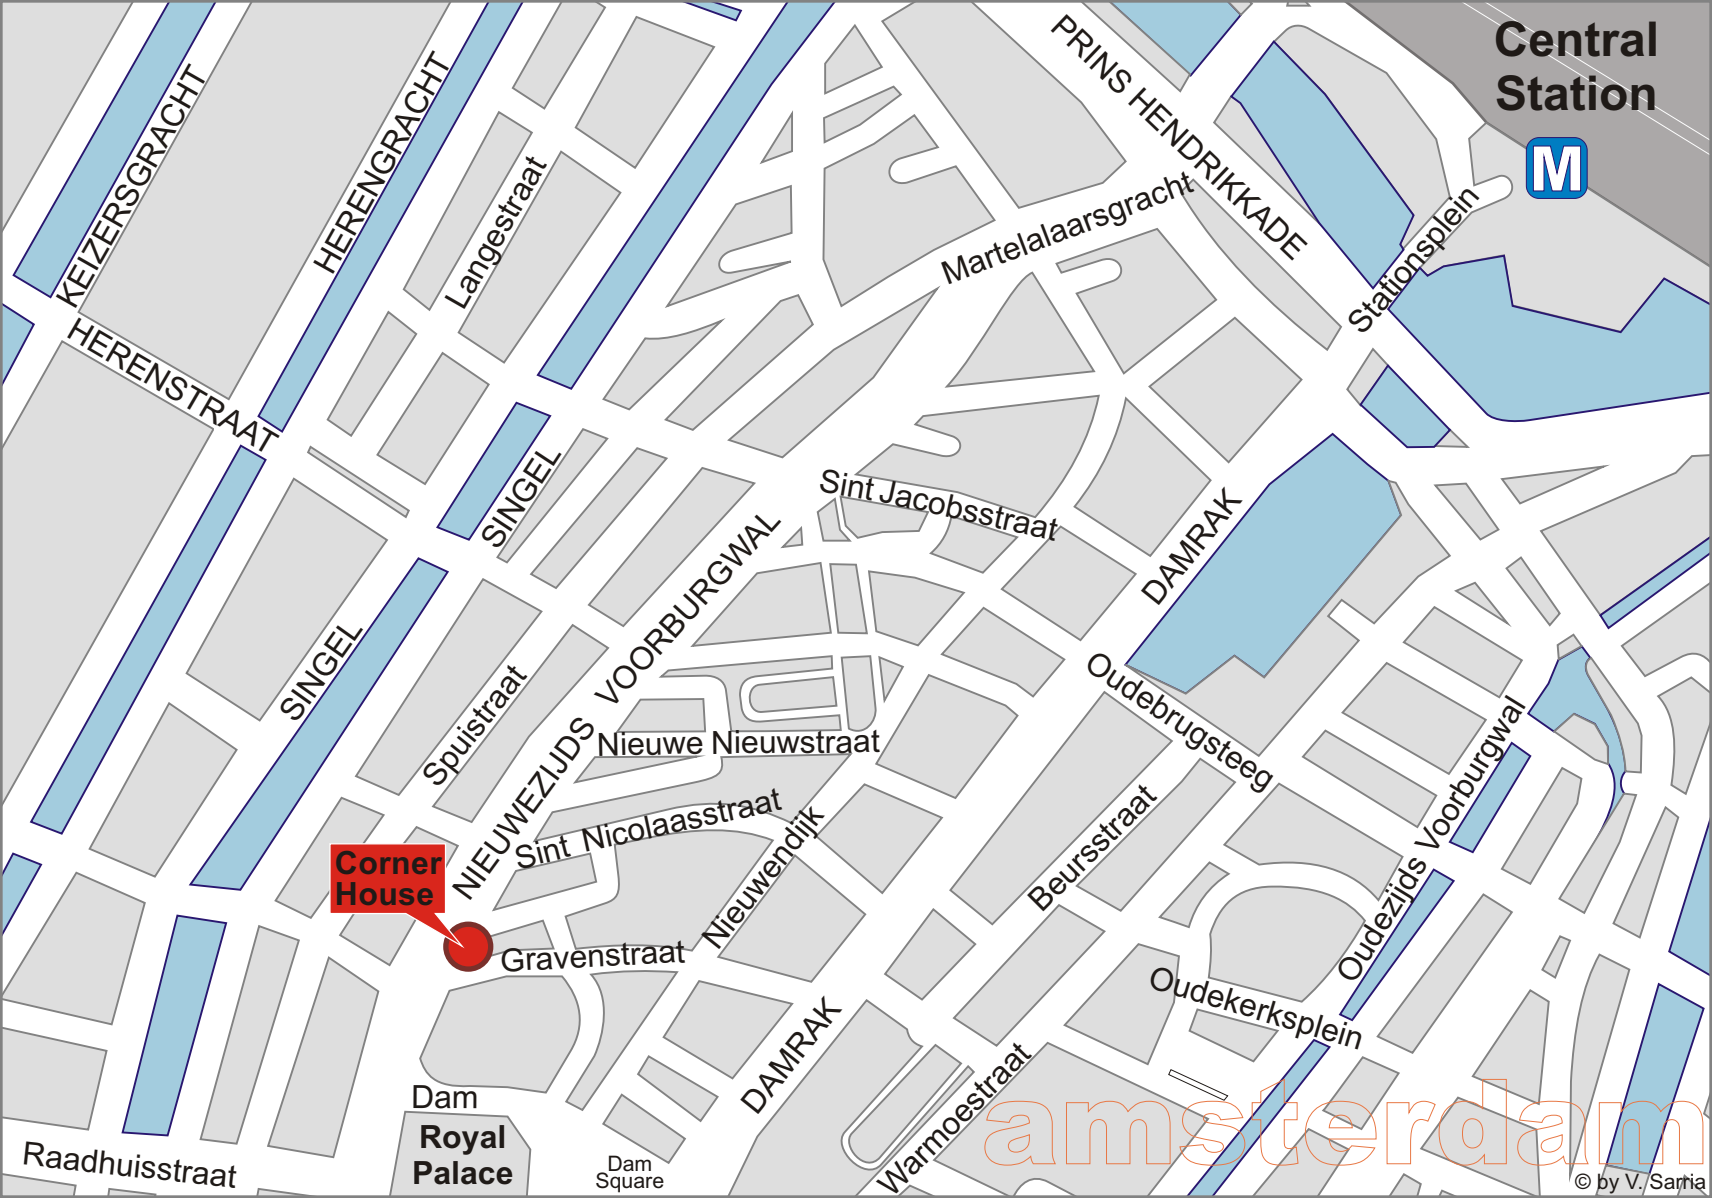 Central
Station
M
PRINS HENDRIKKADE
KEIZERSGRACHT
HERENGRACHT
Langestraat
Martelalaarsgracht
Stationsplein
HERENSTRAAT
SINGEL
Sint Jacobsstraat
DAMRAK
NIEUWEZIJDS VOORBURGWAL
SINGEL
Spuistraat
Oudebrugsteeg
Nieuwe Nieuwstraat
Oudezijds Voorburgwal
Sint Nicolaasstraat
Nieuwendijk
Beursstraat
Corner
House
Gravenstraat
Oudekerksplein
DAMRAK
Warmoestraat
Dam
Royal
Palace
Dam
Square
Raadhuisstraat
amsterdam
© by V. Sarria